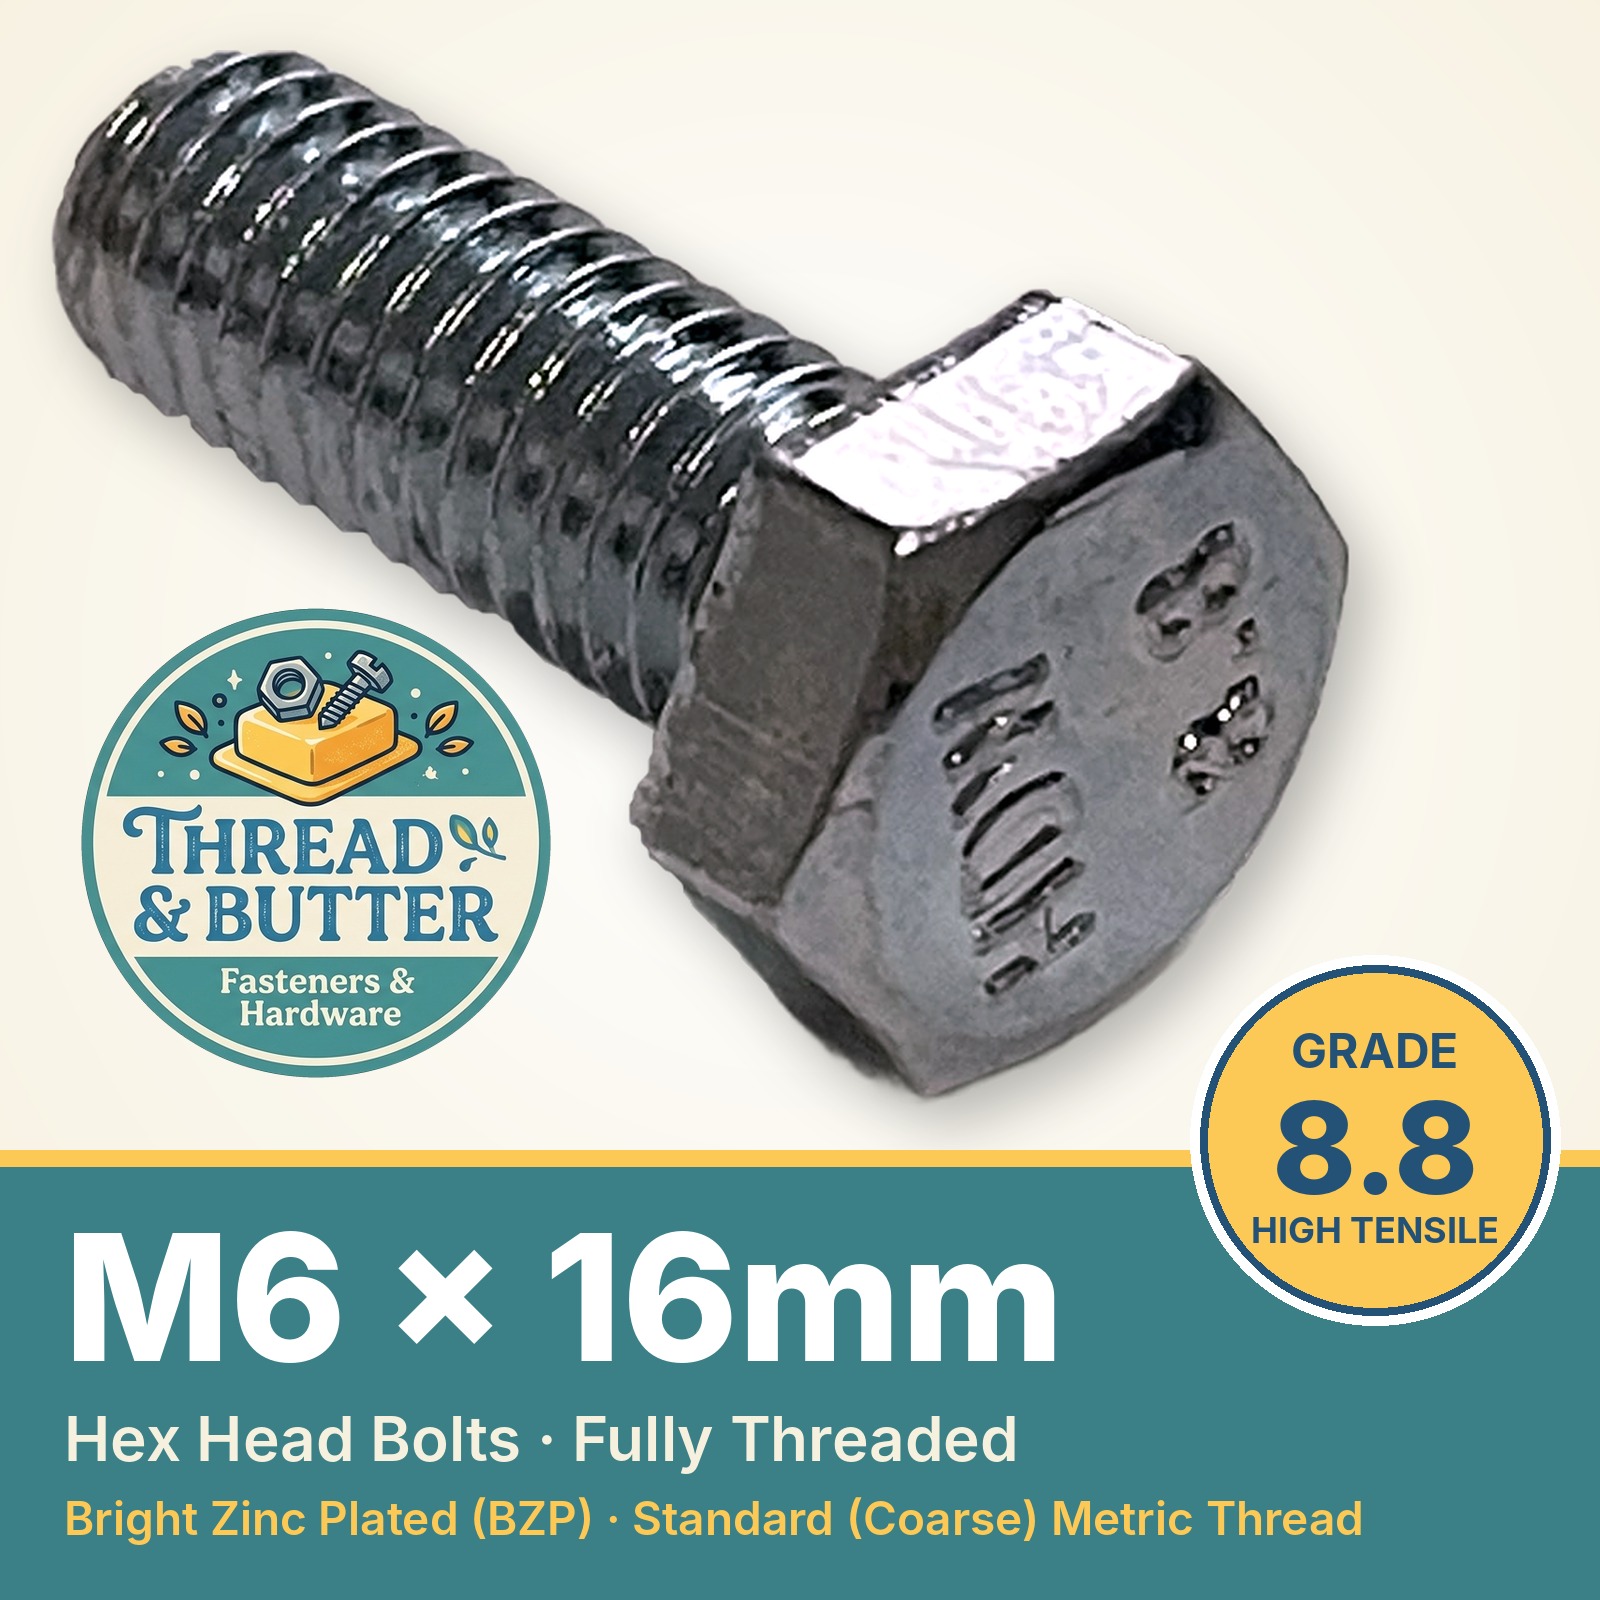 8.8
THREAD
& BUTTER
Fasteners &
Hardware
GRADE
8.8
HIGH TENSILE
M6 × 16mm
Hex Head Bolts · Fully Threaded
Bright Zinc Plated (BZP) · Standard (Coarse) Metric Thread